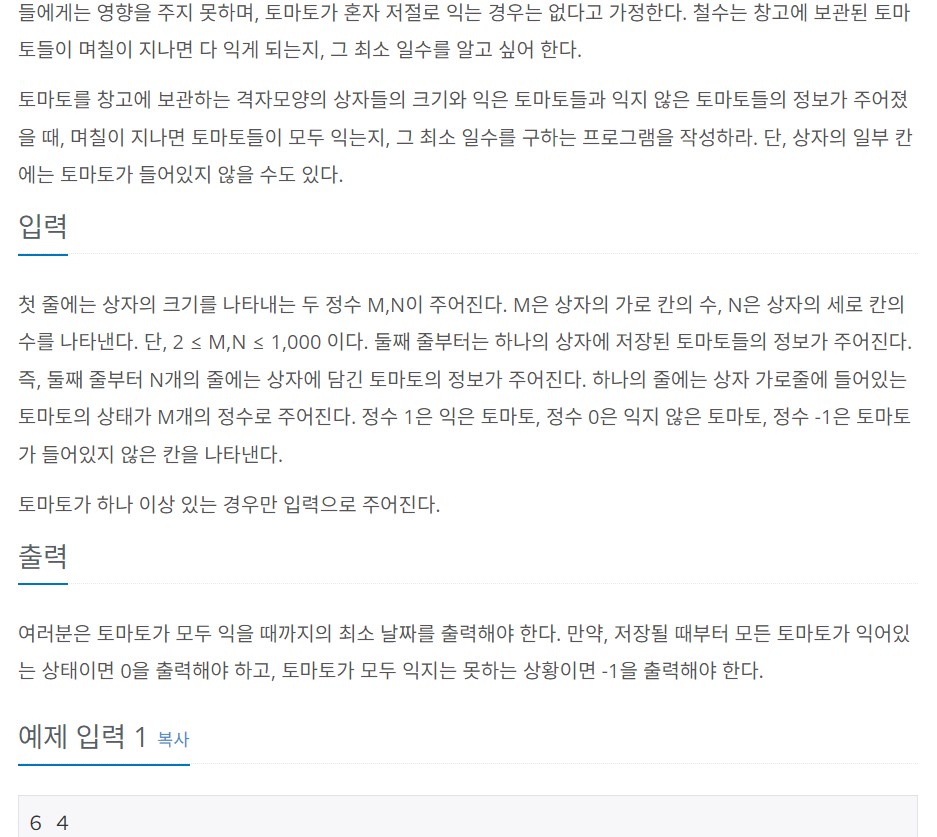 들에게는 영향을 주지 못하며, 토마토가 혼자 저절로 익는 경우는 없다고 가정한다. 철수는 창고에 보관된 토마
토들이 며칠이 지나면 다 익게 되는지, 그 최소 일수를 알고 싶어 한다.
토마토를 창고에 보관하는 격자모양의 상자들의 크기와 익은 토마토들과 익지 않은 토마토들의 정보가 주어졌
을 때, 며칠이 지나면 토마토들이 모두 익는지, 그 최소 일수를 구하는 프로그램을 작성하라. 단, 상자의 일부 칸
에는 토마토가 들어있지 않을 수도 있다.
입력
첫 줄에는 상자의 크기를 나타내는 두 정수 M,N이 주어진다. M은 상자의 가로 칸의 수, N은 상자의 세로 칸의
수를 나타낸다. 단, 2 ≤ M,N ≤ 1,000 이다. 둘째 줄부터는 하나의 상자에 저장된 토마토들의 정보가 주어진다.
즉, 둘째 줄부터 N개의 줄에는 상자에 담긴 토마토의 정보가 주어진다. 하나의 줄에는 상자 가로줄에 들어있는
토마토의 상태가 M개의 정수로 주어진다. 정수 1은 익은 토마토, 정수 0은 익지 않은 토마토, 정수 -1은 토마토
가 들어있지 않은 칸을 나타낸다.
토마토가 하나 이상 있는 경우만 입력으로 주어진다.
출력
여러분은 토마토가 모두 익을 때까지의 최소 날짜를 출력해야 한다. 만약, 저장될 때부터 모든 토마토가 익어있
는 상태이면 0을 출력해야 하고, 토마토가 모두 익지는 못하는 상황이면 -1을 출력해야 한다.
예제 입력 1 복사
6 4